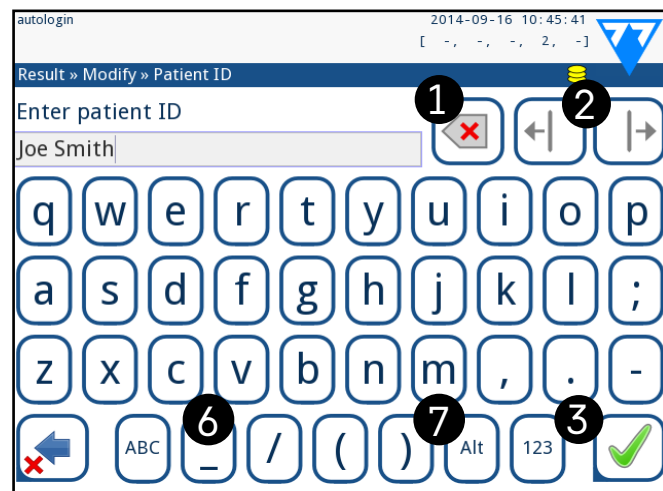 autologin 2014-09-16 10:45:41
[ -, -, -, 2, -]
Result » Modify » Patient ID
Enter patient ID
Joe Smith
1 2
q w e r t y u i o p
a s d f g h j k l ;
z x c v b n m , . -
6 7 3
ABC _ / ( ) Alt 123